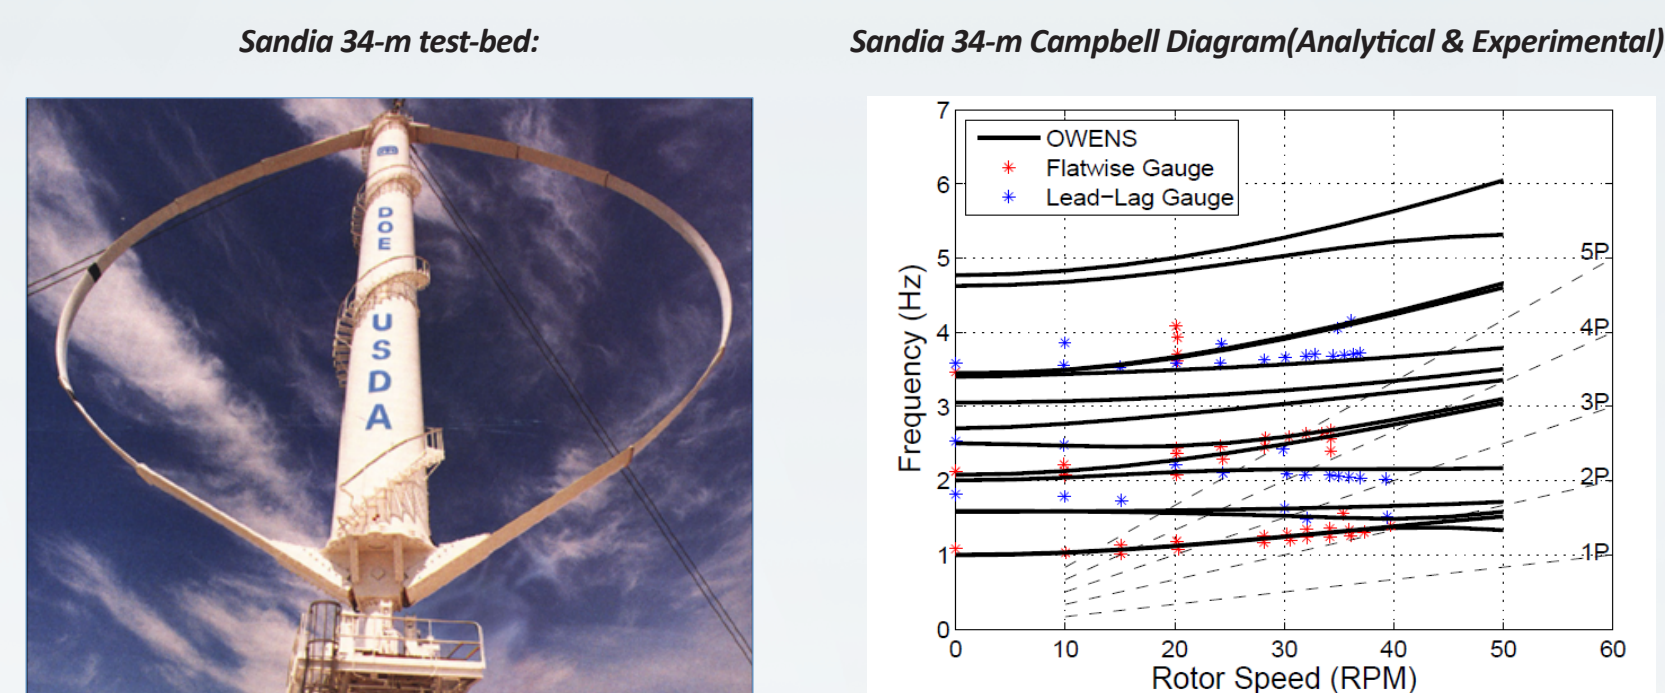 Sandia 34-m test-bed:
Sandia 34-m Campbell Diagram(Analytical & Experimental)
DOE
USDA
7
6
5
4
3
2
1
0
Frequency (Hz)
OWENS
Flatwise Gauge
Lead-Lag Gauge
5P
4P
3P
2P
1P
0 10 20 30 40 50 60
Rotor Speed (RPM)